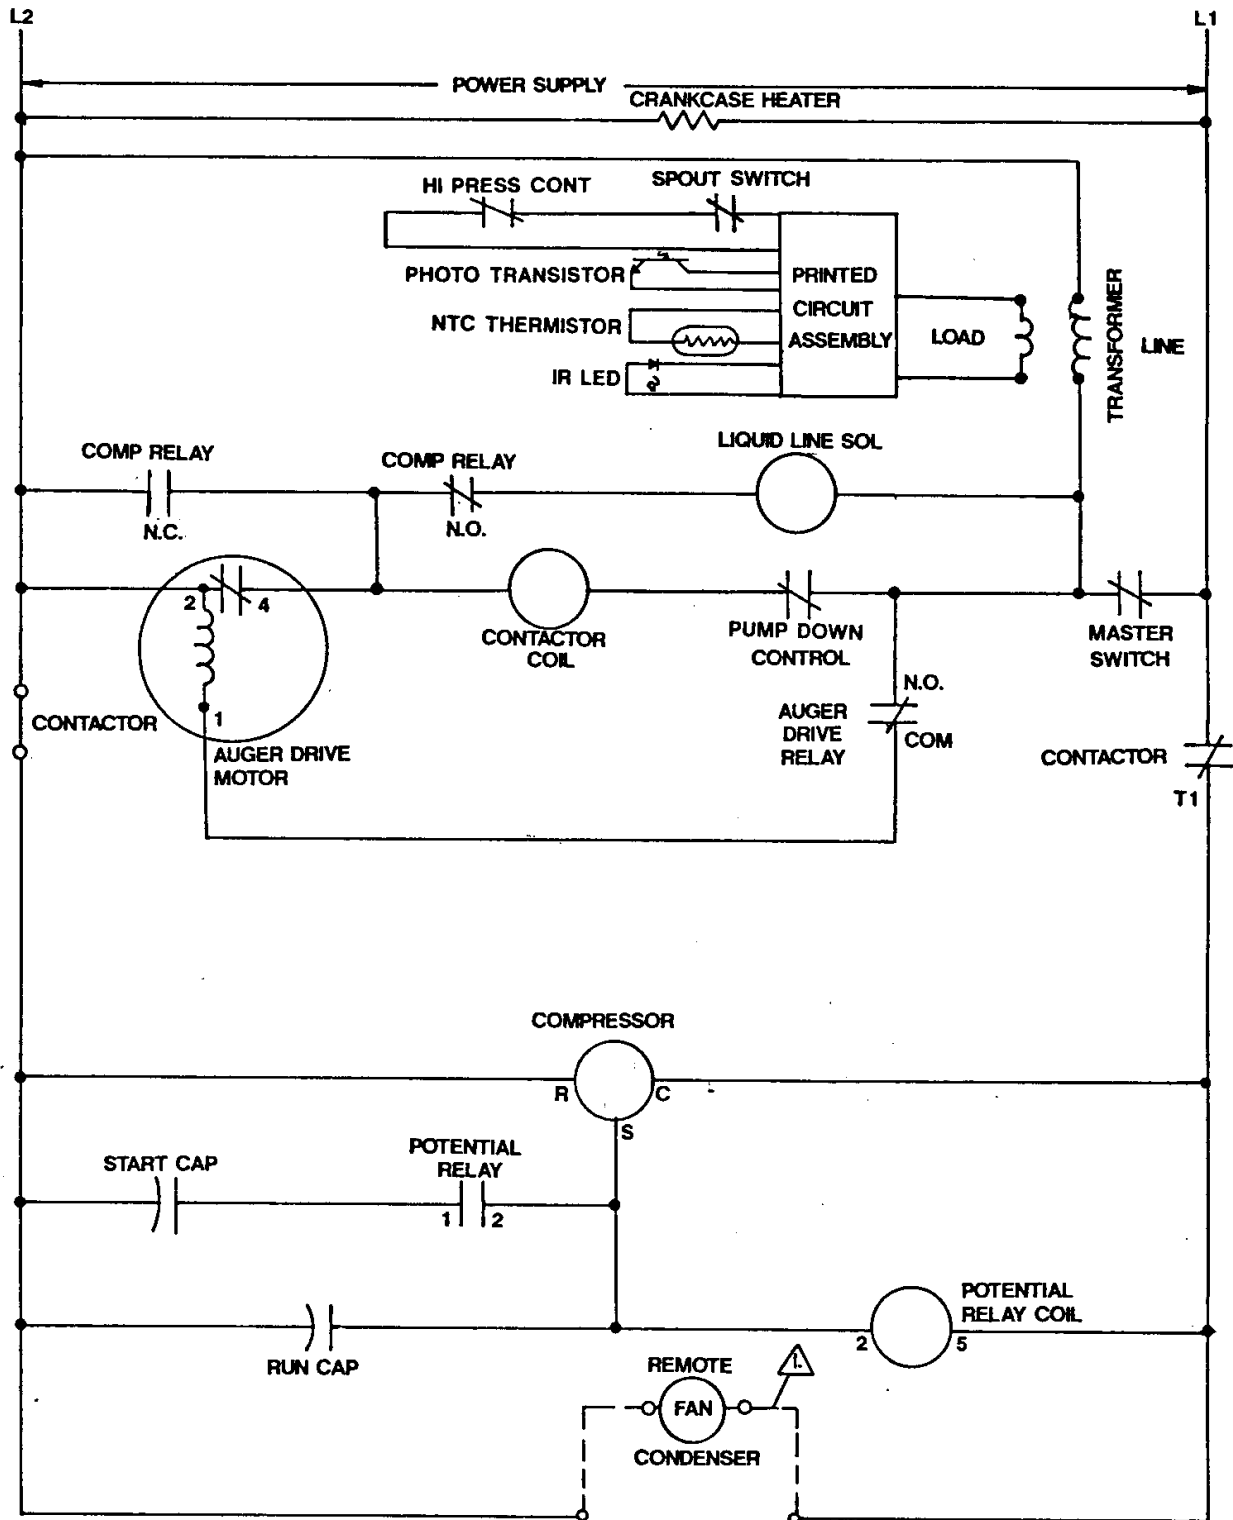 L2
L1
POWER SUPPLY
CRANKCASE HEATER
HI PRESS CONT
SPOUT SWITCH
PHOTO TRANSISTOR
PRINTED
CIRCUIT
ASSEMBLY
NTC THERMISTOR
IR LED
LOAD
TRANSFORMER
LINE
COMP RELAY
N.C.
COMP RELAY
N.O.
LIQUID LINE SOL
2
4
1
AUGER DRIVE
MOTOR
CONTACTOR
CONTACTOR
COIL
PUMP DOWN
CONTROL
MASTER
SWITCH
N.O.
AUGER
DRIVE
RELAY
COM
CONTACTOR
T1
COMPRESSOR
R
C
S
START CAP
POTENTIAL
RELAY
1
2
RUN CAP
POTENTIAL
RELAY COIL
2
5
REMOTE
FAN
CONDENSER
1.